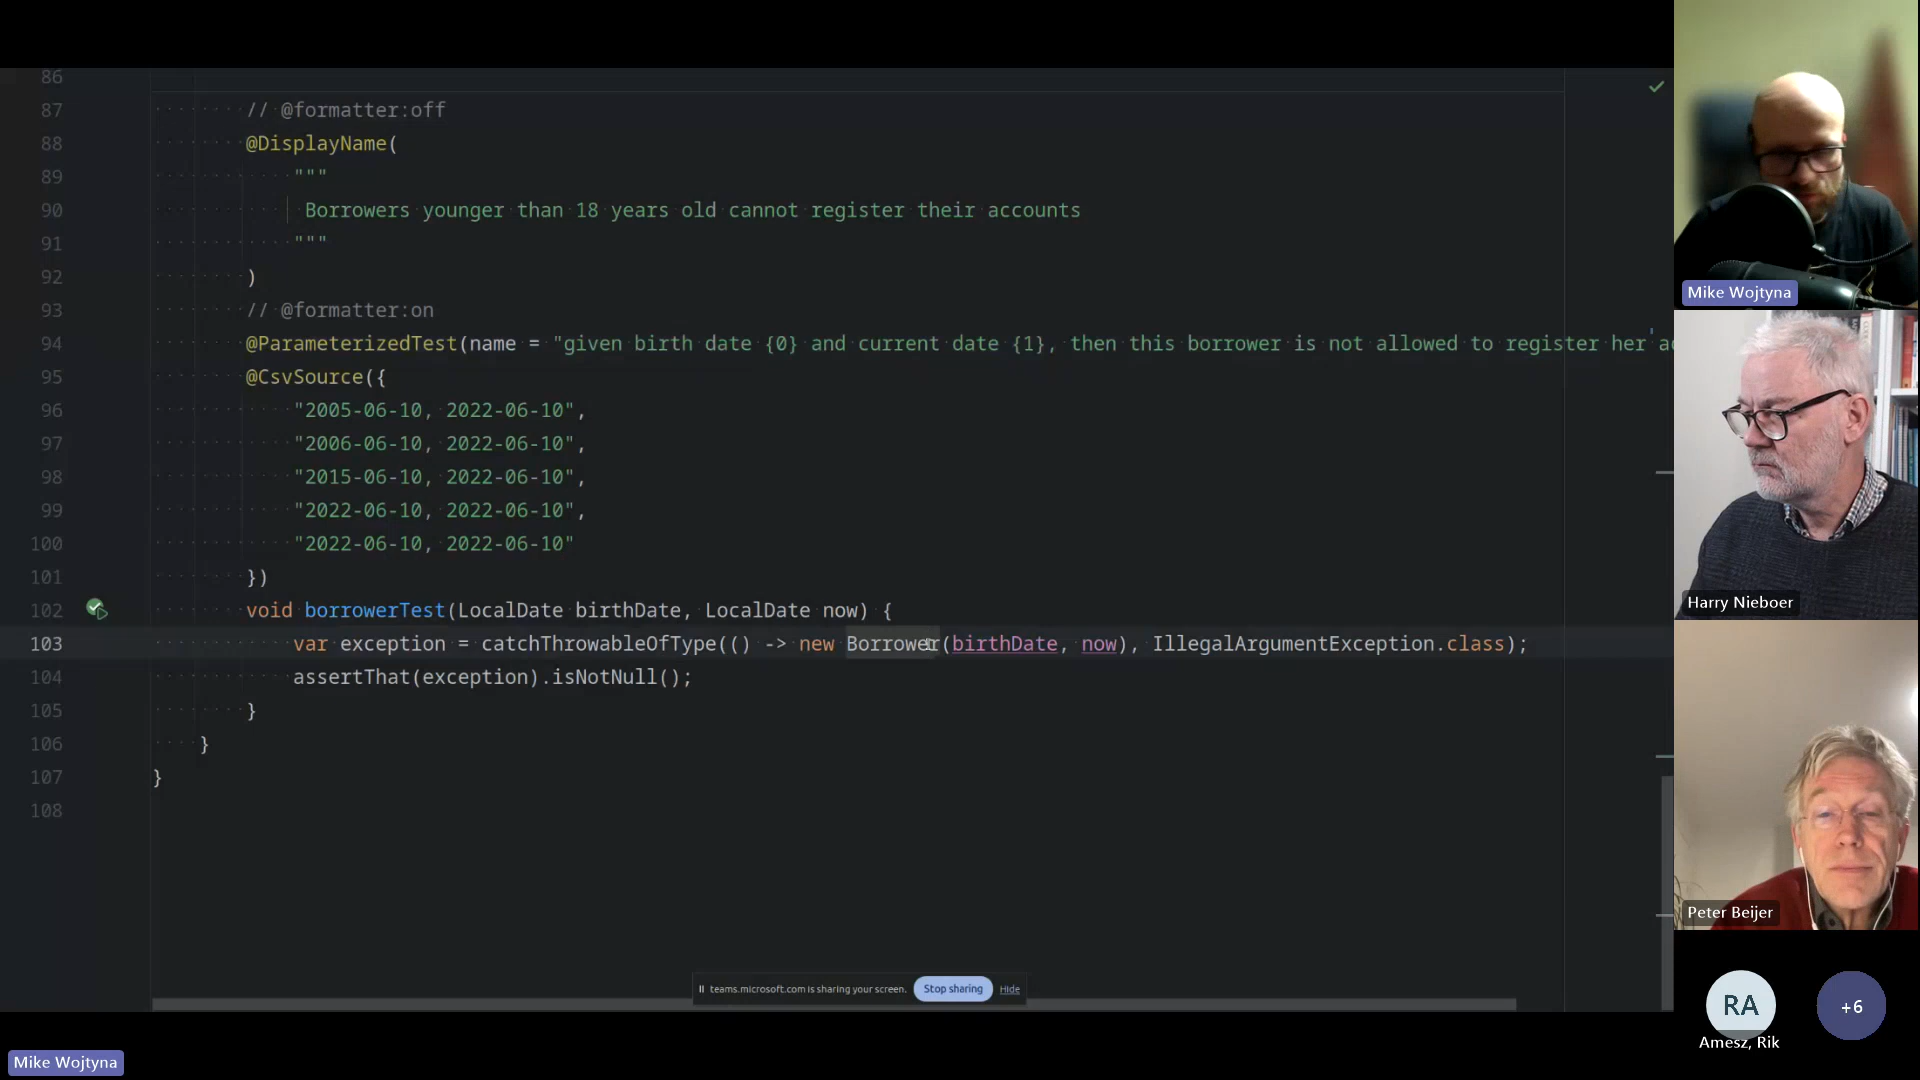 86
87 // @formatter:off
88 @DisplayName(
89 """
90 Borrowers younger than 18 years old cannot register their accounts
91 """
92 )
93 // @formatter:on
94 @ParameterizedTest(name = "given birth date {0} and current date {1}, then this borrower is not allowed to register her ac
95 @CsvSource({
96 "2005-06-10, 2022-06-10",
97 "2006-06-10, 2022-06-10",
98 "2015-06-10, 2022-06-10",
99 "2022-06-10, 2022-06-10",
100 "2022-06-10, 2022-06-10"
101 })
102 void borrowerTest(LocalDate birthDate, LocalDate now) {
103 var exception = catchThrowableOfType(() -> new Borrower(birthDate, now), IllegalArgumentException.class);
104 assertThat(exception).isNotNull();
105 }
106 }
107 }
108
teams.microsoft.com is sharing your screen. Stop sharing Hide
Mike Wojtyna
Mike Wojtyna
Harry Nieboer
Peter Beijer
RA
Amesz, Rik
+6